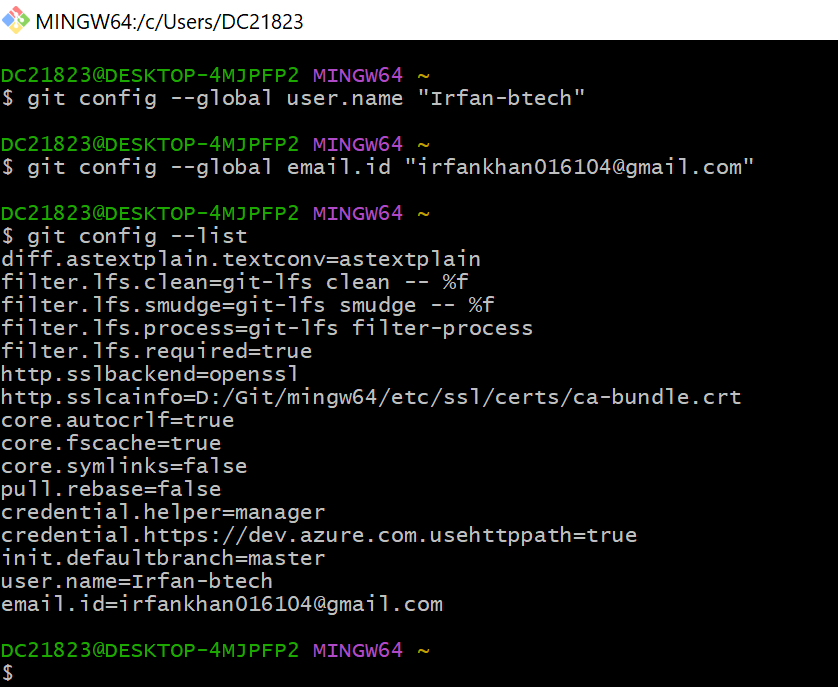 MINGW64:/c/Users/DC21823
DC21823@DESKTOP-4MJPFP2 MINGW64 ~
$ git config --global user.name "Irfan-btech"
DC21823@DESKTOP-4MJPFP2 MINGW64 ~
$ git config --global email.id "irfankhan016104@gmail.com"
DC21823@DESKTOP-4MJPFP2 MINGW64 ~
$ git config --list
diff.astextplain.textconv=astextplain
filter.lfs.clean=git-lfs clean -- %f
filter.lfs.smudge=git-lfs smudge -- %f
filter.lfs.process=git-lfs filter-process
filter.lfs.required=true
http.sslbackend=openssl
http.sslcainfo=D:/Git/mingw64/etc/ssl/certs/ca-bundle.crt
core.autocrlf=true
core.fscache=true
core.symlinks=false
pull.rebase=false
credential.helper=manager
credential.https://dev.azure.com.usehttppath=true
init.defaultbranch=master
user.name=Irfan-btech
email.id=irfankhan016104@gmail.com
DC21823@DESKTOP-4MJPFP2 MINGW64 ~
$